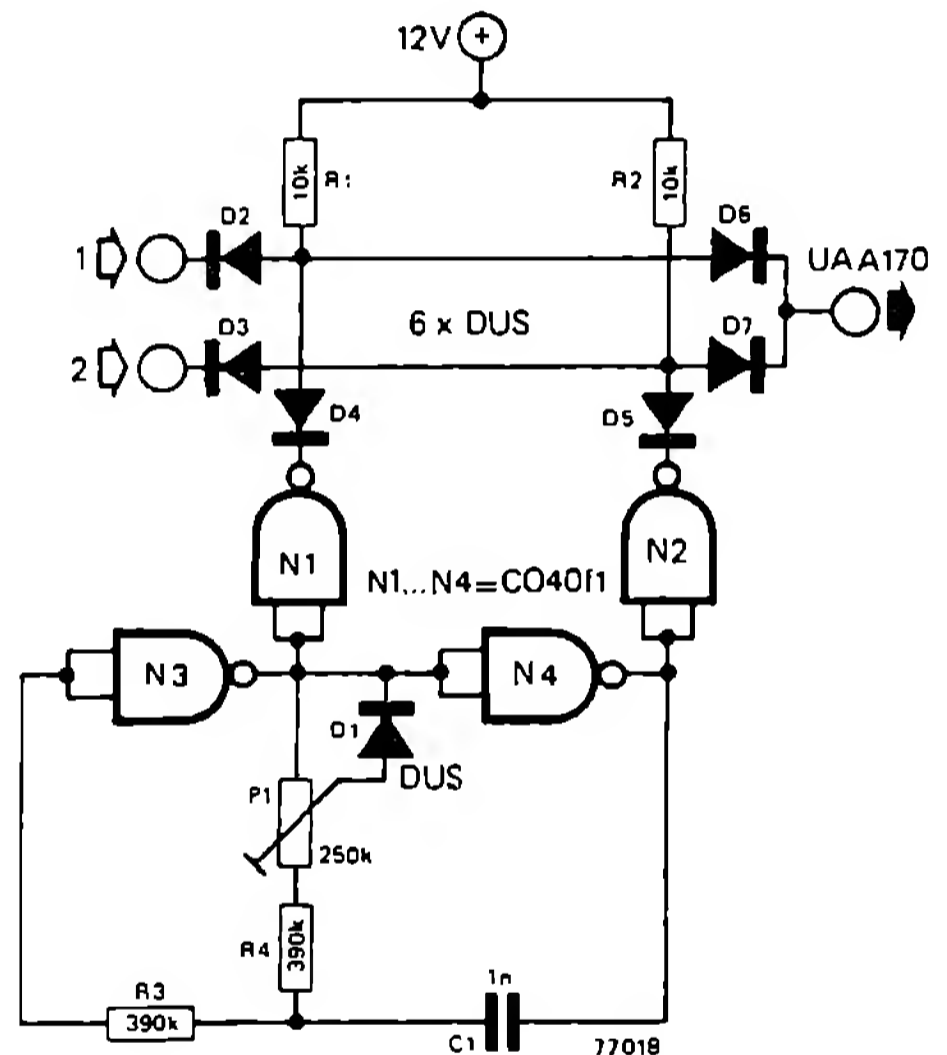 12V +
10k R1
R2 10k
D2
D6
1
UAA170
6 x DUS
D3
D7
2
D4
D5
N1
N2
N1...N4=CO40f1
N3
N4
D1
DUS
P1
250k
R4
390k
R3
390k
1n
C1
77018